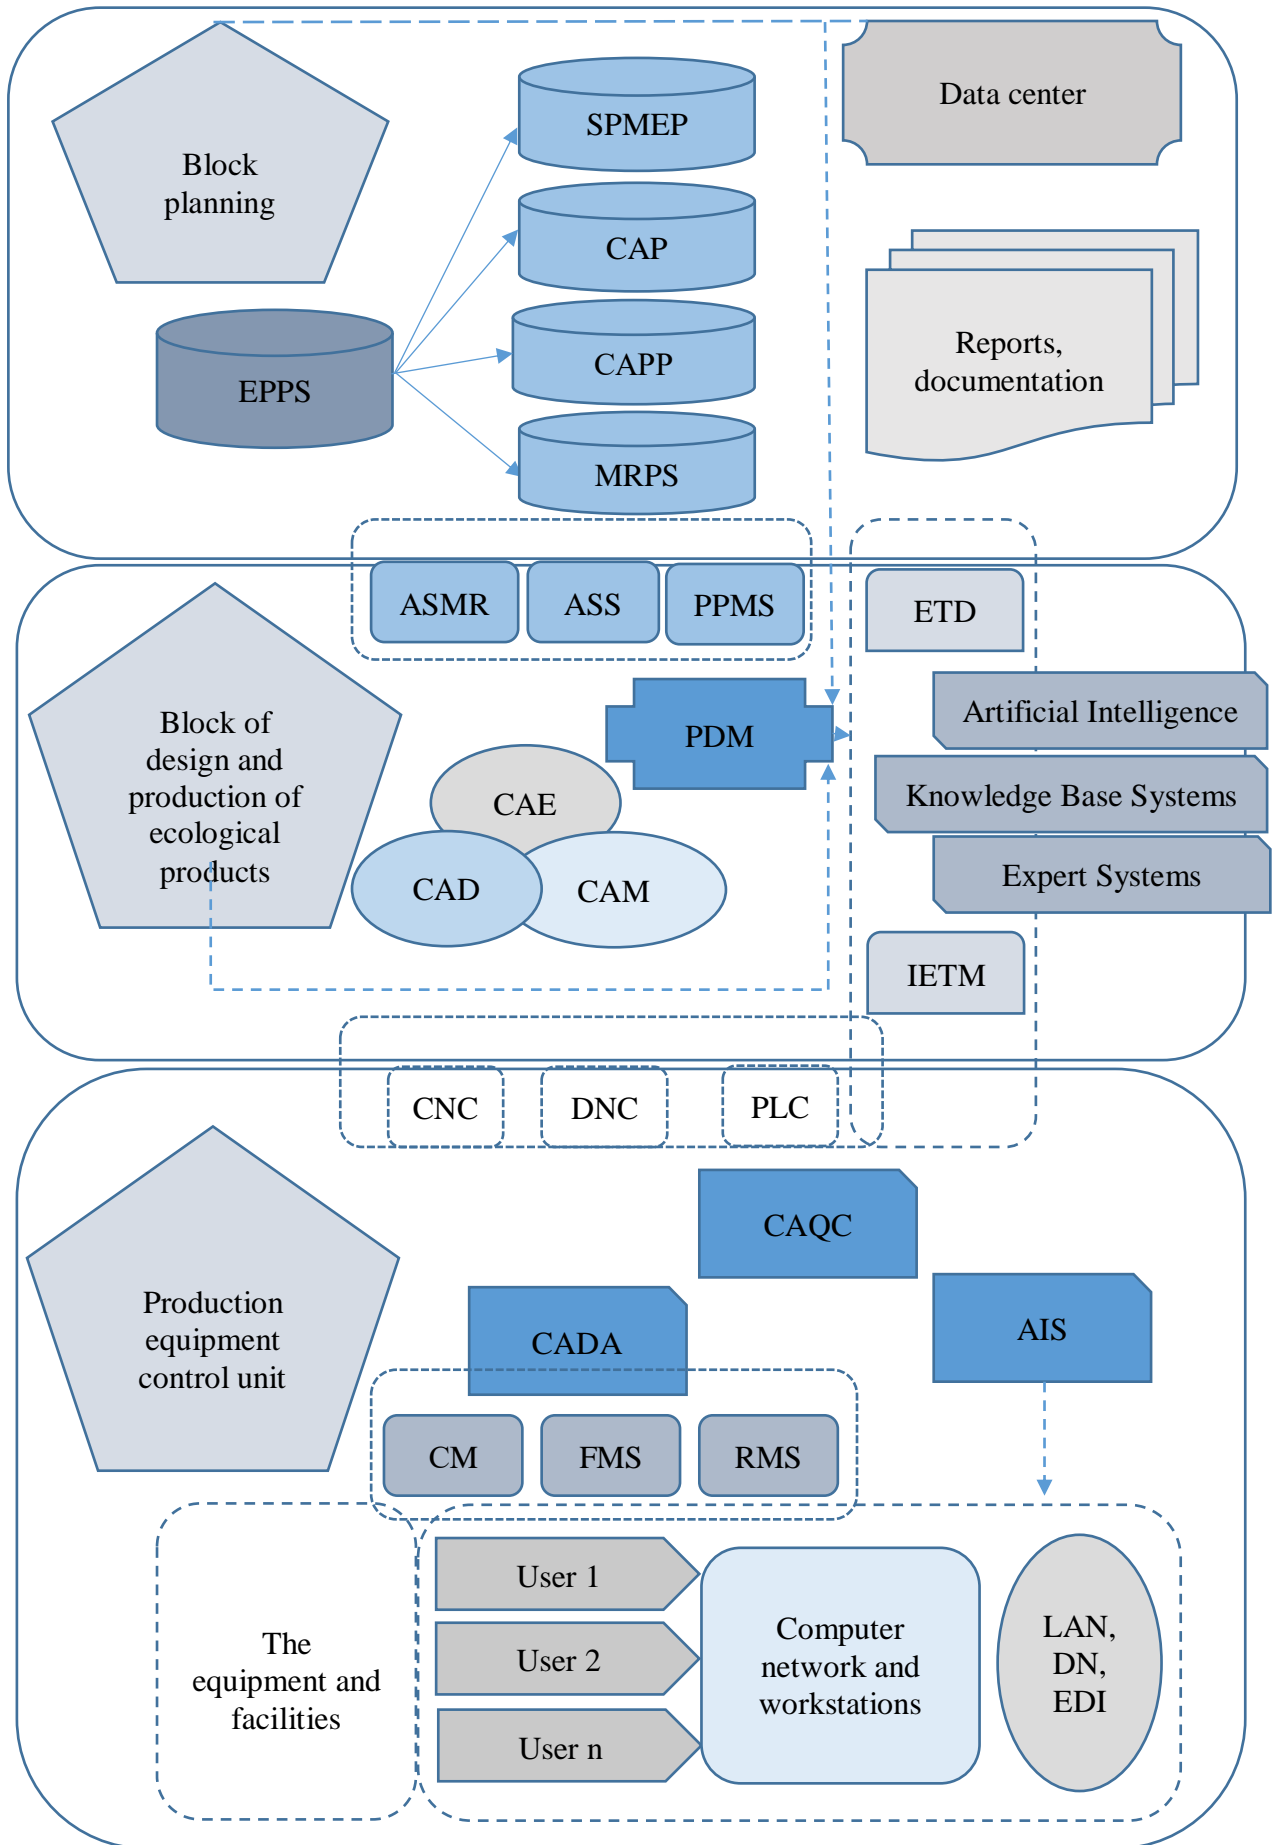 Data center
SPMEP
Block
planning
CAP
Reports,
documentation
CAPP
EPPS
MRPS
ASMR
ASS
PPMS
ETD
Artificial Intelligence
Block of
design and
production of
ecological
products
PDM
Knowledge Base Systems
CAE
Expert Systems
CAD
CAM
IETM
CNC
DNC
PLC
CAQC
Production
equipment
control unit
AIS
CADA
CM
FMS
RMS
User 1
User 2
User n
The
equipment and
facilities
Computer
network and
workstations
LAN,
DN,
EDI